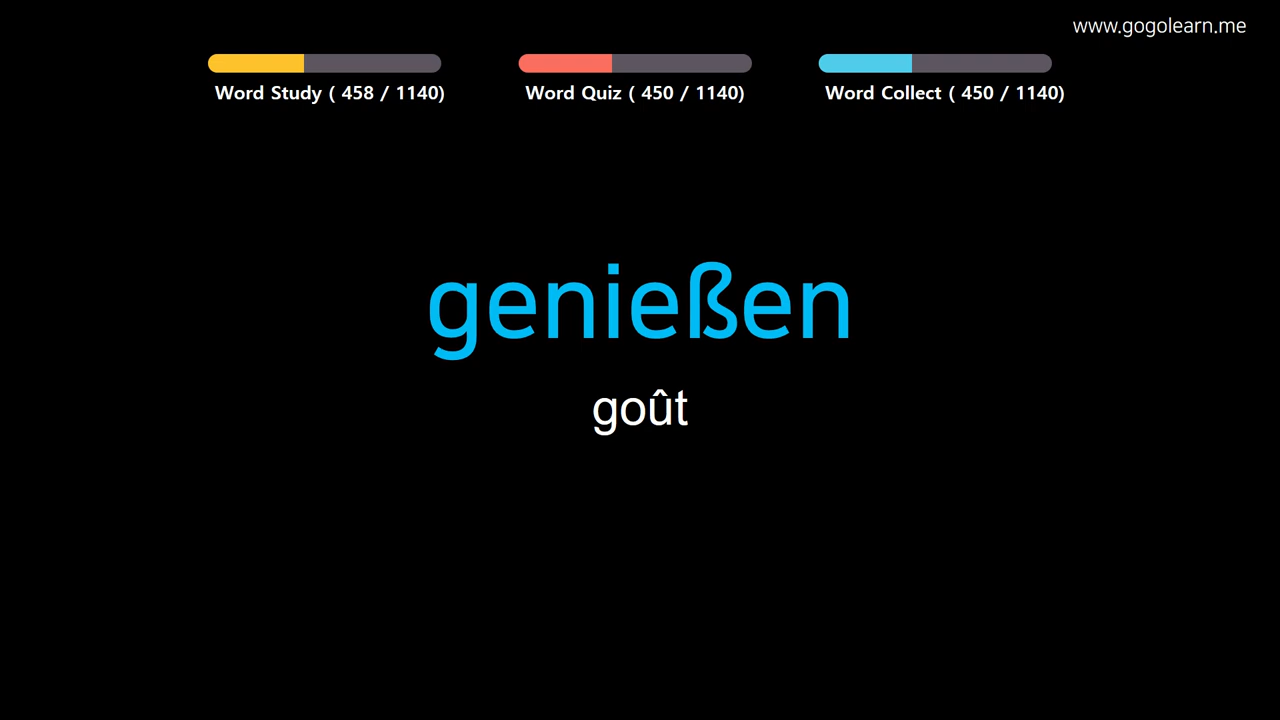 www.gogolearn.me
Word Study ( 458 / 1140)
Word Quiz ( 450 / 1140)
Word Collect ( 450 / 1140)
genießen
goût